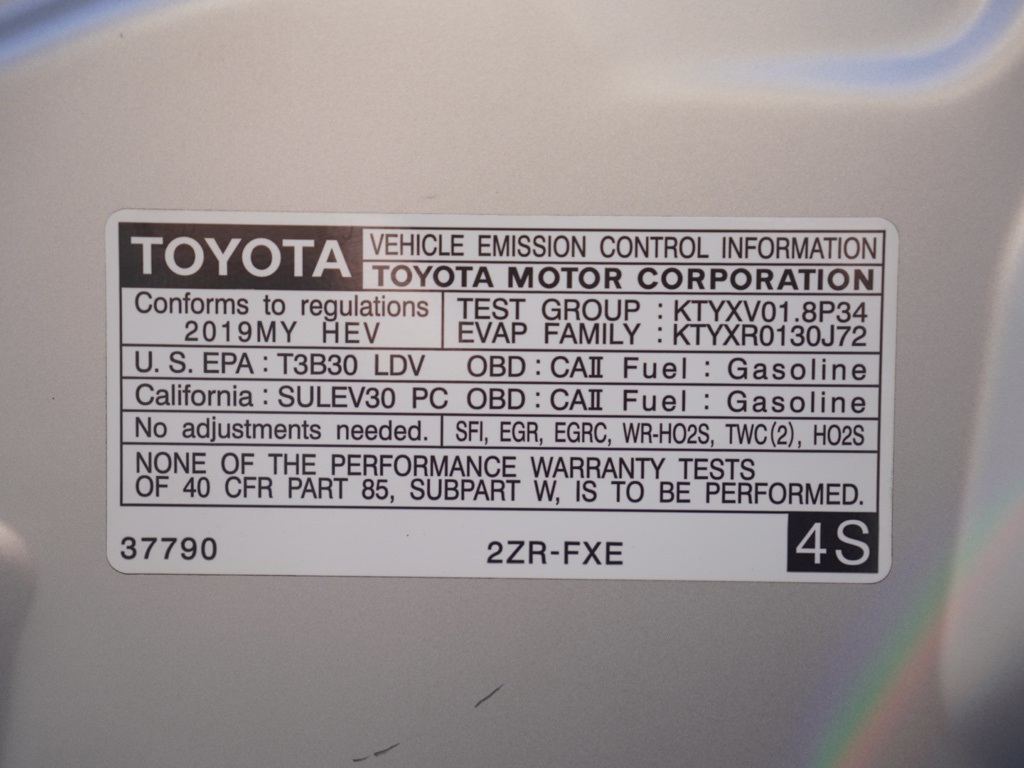 TOYOTA VEHICLE EMISSION CONTROL INFORMATION
TOYOTA MOTOR CORPORATION
Conforms to regulations
2019MY HEV
TEST GROUP : KTYXV01.8P34
EVAP FAMILY : KTYXR0130J72
U. S. EPA : T3B30 LDV OBD : CAII Fuel : Gasoline
California : SULEV30 PC OBD : CAII Fuel : Gasoline
No adjustments needed. SFI, EGR, EGRC, WR-HO2S, TWC(2), HO2S
NONE OF THE PERFORMANCE WARRANTY TESTS
OF 40 CFR PART 85, SUBPART W, IS TO BE PERFORMED.
37790 2ZR-FXE 4S